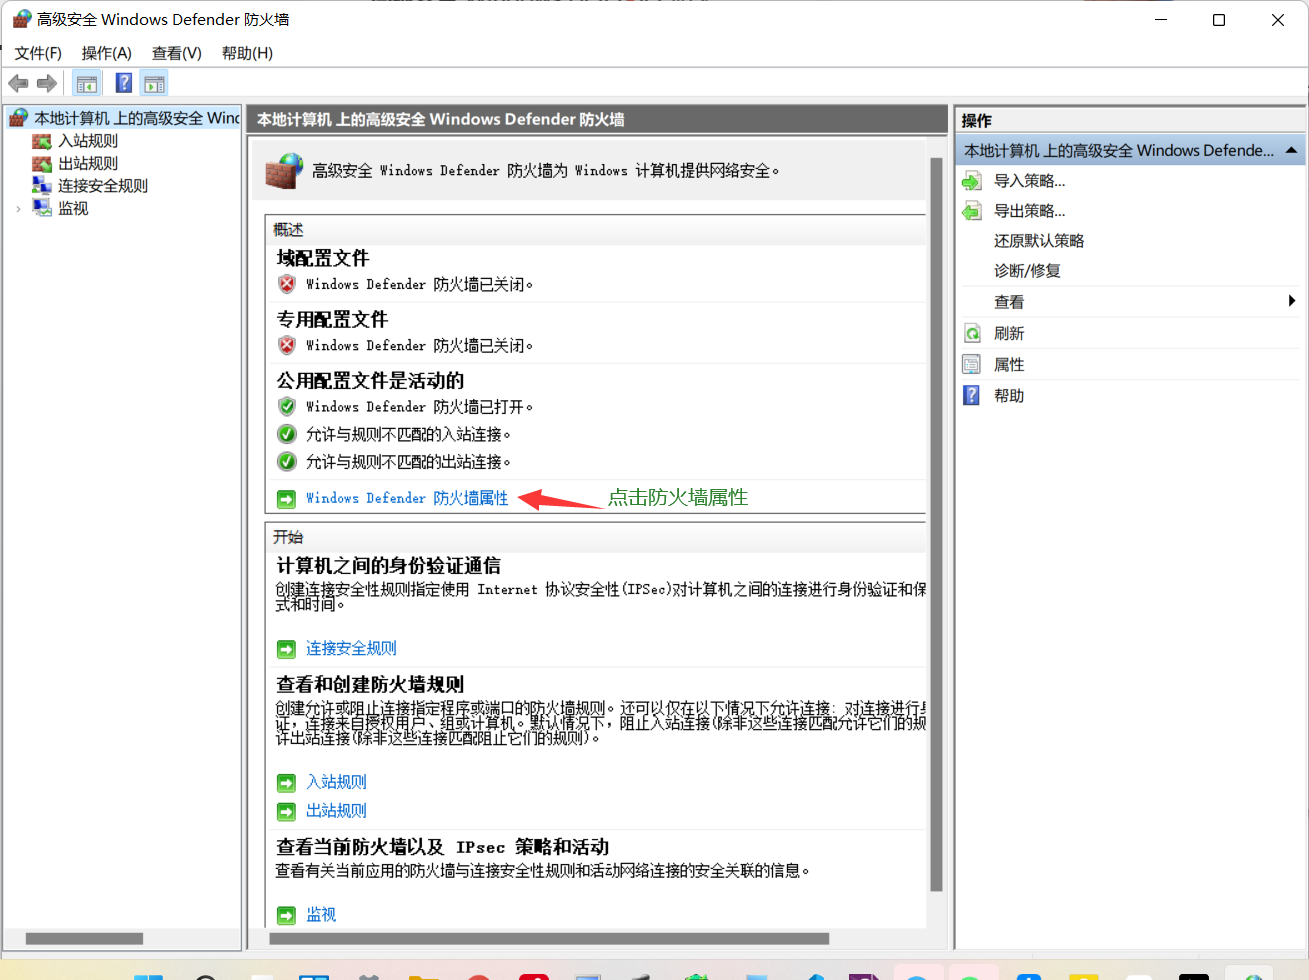 高级安全 Windows Defender 防火墙
文件(F) 操作(A) 查看(V) 帮助(H)
本地计算机 上的高级安全 Wind
入站规则
出站规则
连接安全规则
监视
本地计算机 上的高级安全 Windows Defender 防火墙
高级安全 Windows Defender 防火墙为 Windows 计算机提供网络安全。
概述
域配置文件
Windows Defender 防火墙已关闭。
专用配置文件
Windows Defender 防火墙已关闭。
公用配置文件是活动的
Windows Defender 防火墙已打开。
允许与规则不匹配的入站连接。
允许与规则不匹配的出站连接。
Windows Defender 防火墙属性
点击防火墙属性
开始
计算机之间的身份验证通信
创建连接安全性规则指定使用 Internet 协议安全性(IPSec)对计算机之间的连接进行身份验证和保
式和时间。
连接安全规则
查看和创建防火墙规则
创建允许或阻止连接指定程序或端口的防火墙规则。还可以仅在以下情况下允许连接: 对连接进行身
证，连接来自授权用户、组或计算机。默认情况下，阻止入站连接(除非这些连接匹配允许它们的规
许出站连接(除非这些连接匹配阻止它们的规则)。
入站规则
出站规则
查看当前防火墙以及 IPsec 策略和活动
查看有关当前应用的防火墙与连接安全性规则和活动网络连接的安全关联的信息。
监视
操作
本地计算机 上的高级安全 Windows Defende...
导入策略...
导出策略...
还原默认策略
诊断/修复
查看
刷新
属性
帮助